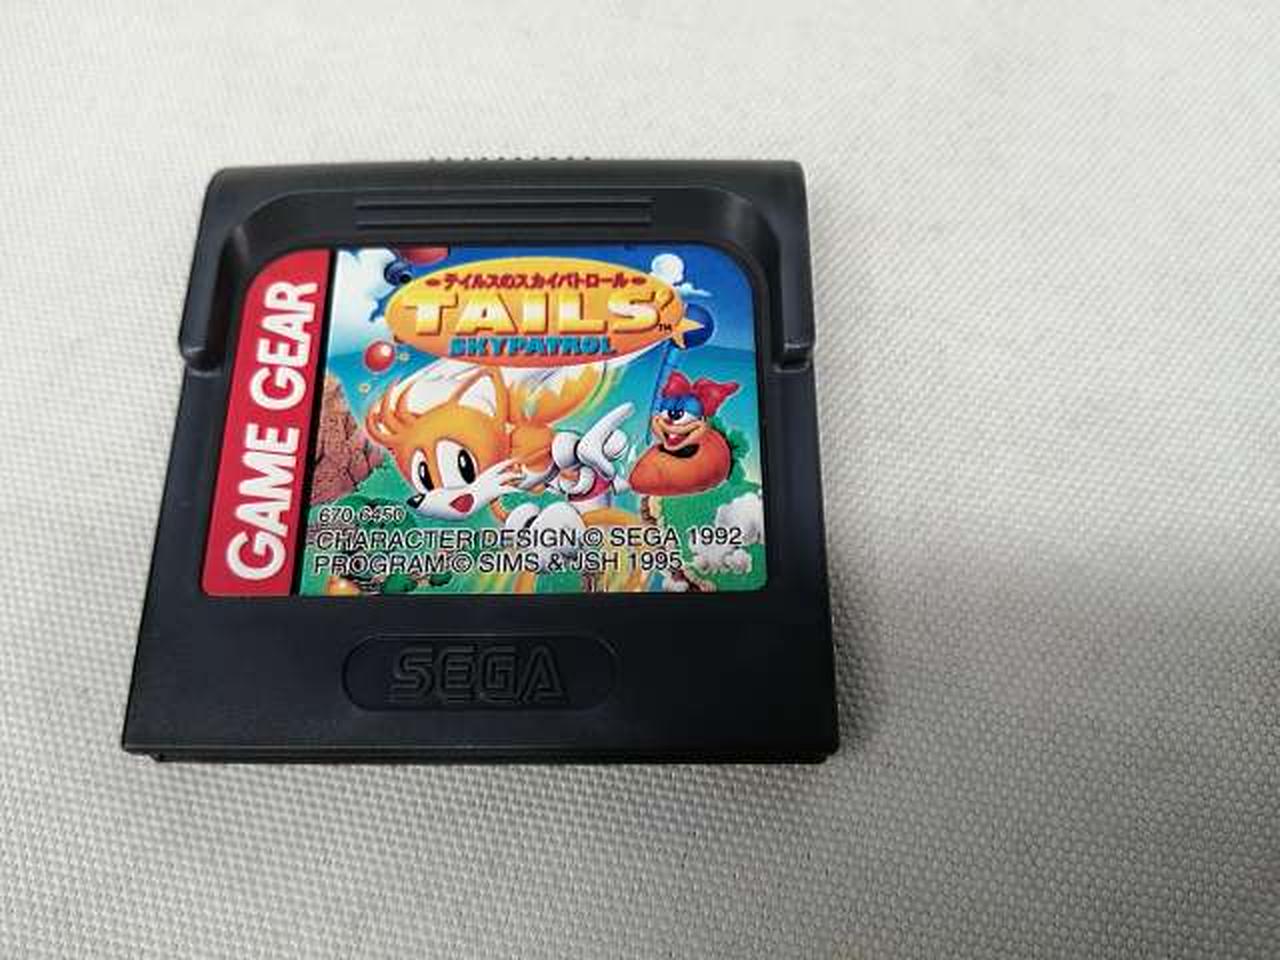 GAME GEAR
テイルスのスカイパトロール
TAILS'™
SKYPATROL
670-6450
CHARACTER DESIGN © SEGA 1992
PROGRAM © SIMS & JSH 1995
SEGA